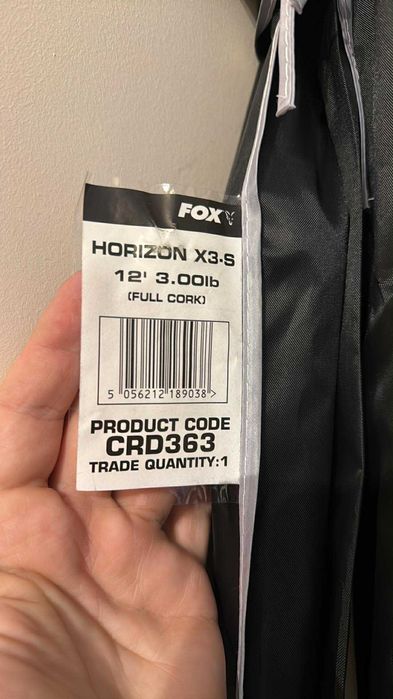 FOX
HORIZON X3-S
12' 3.00lb
(FULL CORK)
5 056212 189038 >
PRODUCT CODE
CRD363
TRADE QUANTITY:1